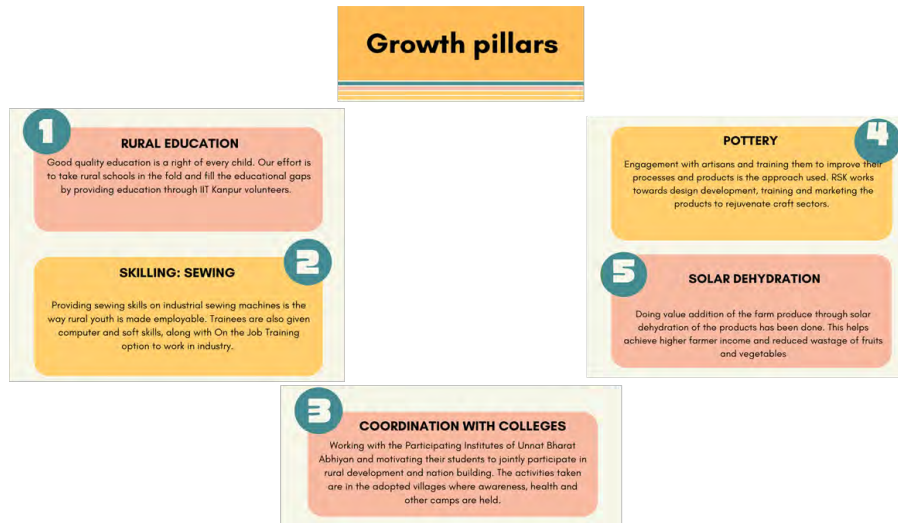 Growth pillars
1
RURAL EDUCATION
Good quality education is a right of every child. Our effort is
to take rural schools in the fold and fill the educational gaps
by providing education through IIT Kanpur volunteers.
2
SKILLING: SEWING
Providing sewing skills on industrial sewing machines is the
way rural youth is made employable. Trainees are also given
computer and soft skills, along with On the Job Training
option to work in industry.
3
COORDINATION WITH COLLEGES
Working with the Participating Institutes of Unnat Bharat
Abhiyan and motivating their students to jointly participate in
rural development and nation building. The activities taken
are in the adopted villages where awareness, health and
other camps are held.
4
POTTERY
Engagement with artisans and training them to improve their
processes and products is the approach used. RSK works
towards design development, training and marketing the
products to rejuvenate craft sectors.
5
SOLAR DEHYDRATION
Doing value addition of the farm produce through solar
dehydration of the products has been done. This helps
achieve higher farmer income and reduced wastage of fruits
and vegetables